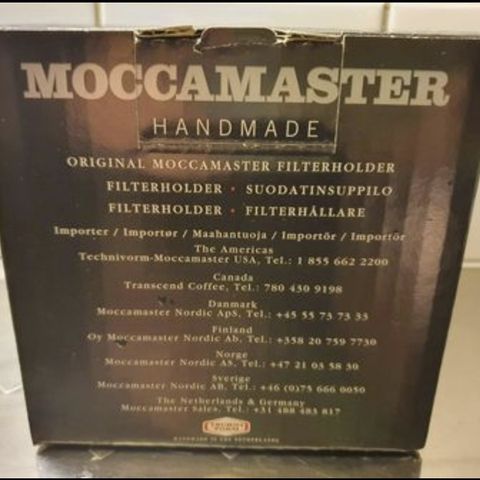 MOCCAMASTER
HANDMADE
ORIGINAL MOCCAMASTER FILTERHOLDER
FILTERHOLDER • SUODATINSUPPILO
FILTERHOLDER • FILTERHÅLLARE
Importer / Importør / Maahantuoja / Importör / Importör
The Americas
Technivorm-Moccamaster USA, Tel.: 1 855 662 2200
Canada
Transcend Coffee, Tel.: 780 430 9198
Danmark
Moccamaster Nordic ApS, Tel.: +45 55 73 73 33
Finland
Oy Moccamaster Nordic Ab, Tel.: +358 20 759 7730
Norge
Moccamaster Nordic AS, Tel.: +47 21 03 58 30
Sverige
Moccamaster Nordic AB, Tel.: +46 (0)75 666 0050
The Netherlands & Germany
Moccamaster Sales, Tel.: +31 488 483 817
HANDMADE IN THE NETHERLANDS